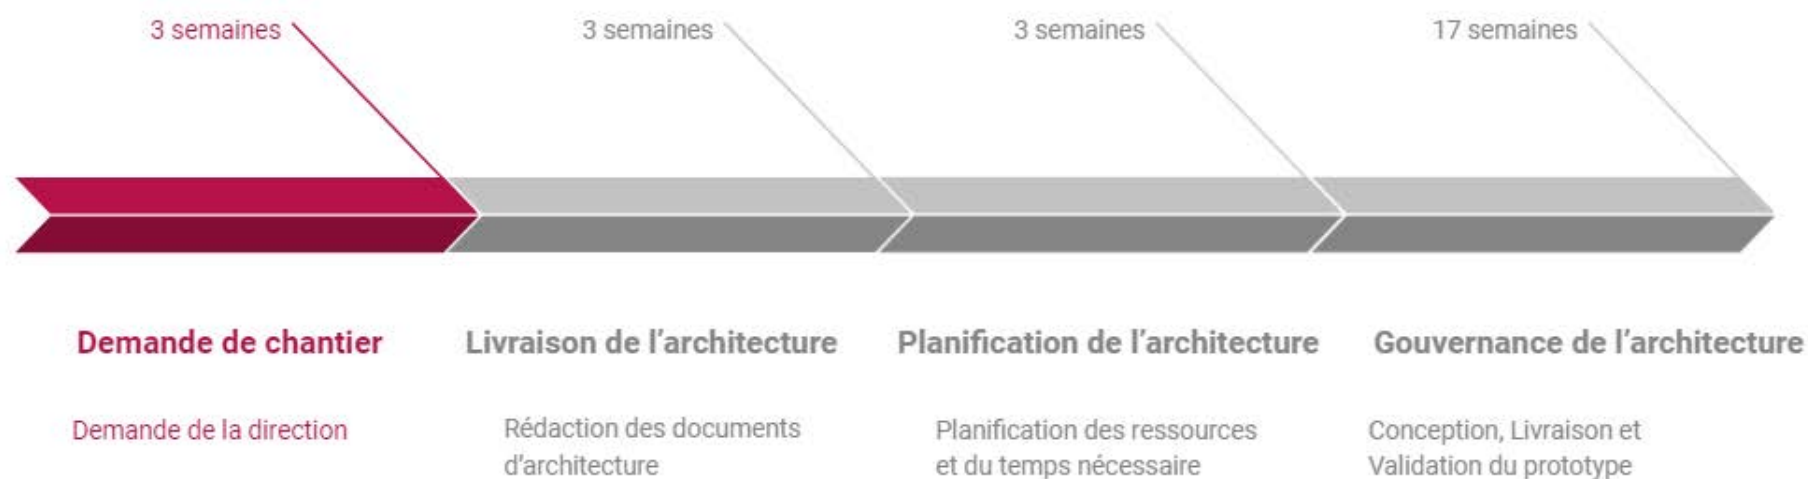 3 semaines
3 semaines
3 semaines
17 semaines
Demande de chantier
Livraison de l’architecture
Planification de l’architecture
Gouvernance de l’architecture
Demande de la direction
Rédaction des documents
d’architecture
Planification des ressources
et du temps nécessaire
Conception, Livraison et
Validation du prototype